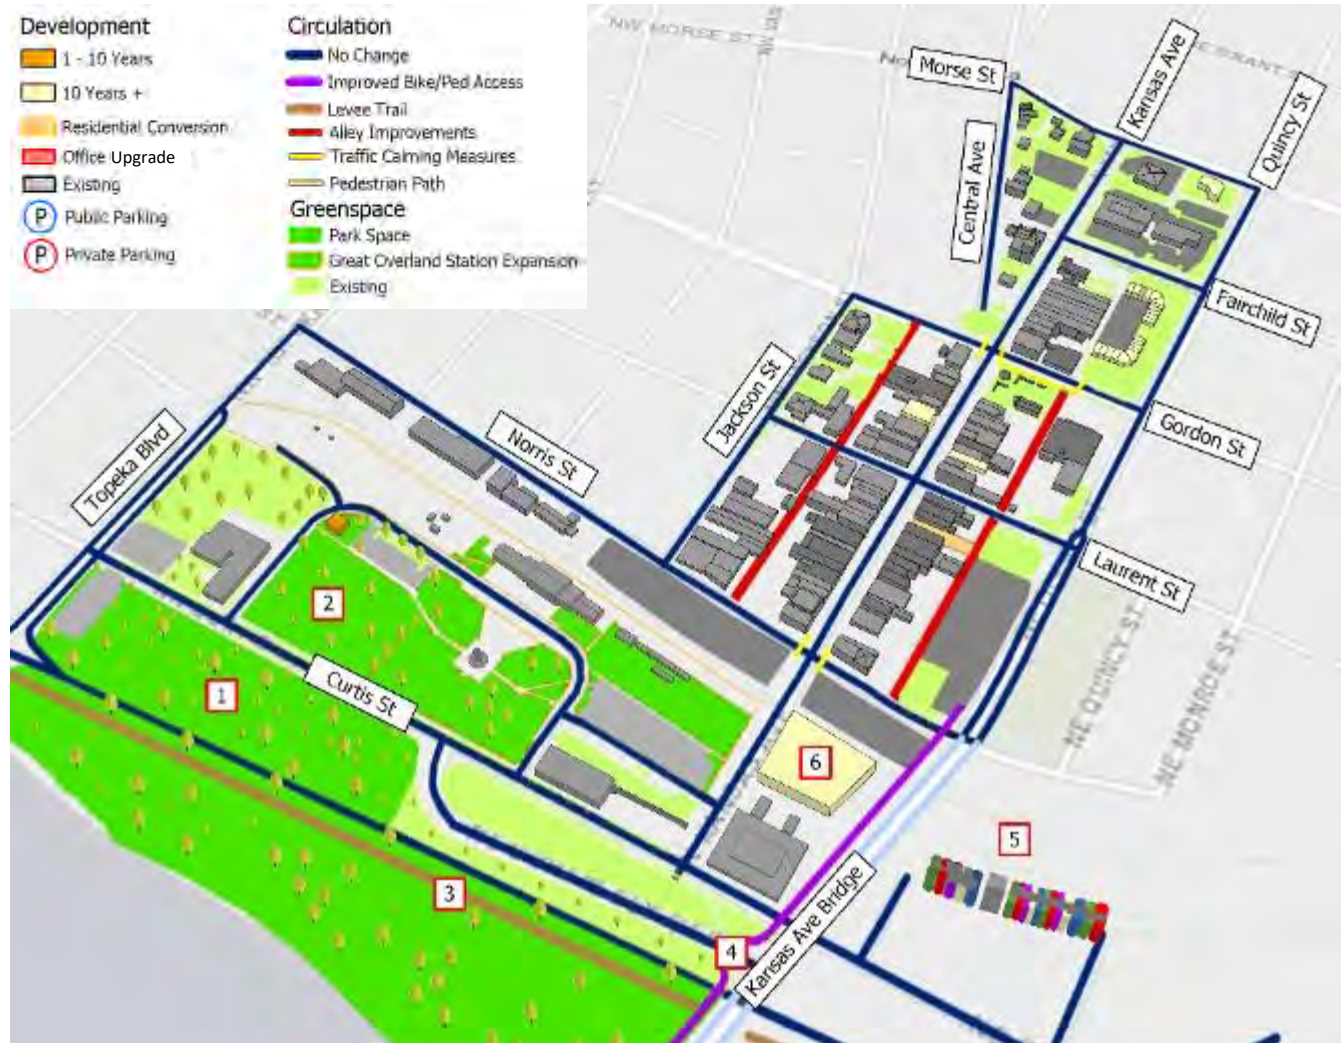 Development
1 - 10 Years
10 Years +
Residential Conversion
Office Upgrade
Existing
P Public Parking
P Private Parking
Circulation
No Change
Improved Bike/Ped Access
Levee Trail
Alley Improvements
Traffic Calming Measures
Pedestrian Path
Greenspace
Park Space
Great Overland Station Expansion
Existing
NW MORSE ST
Morse St
Kansas Ave
Quincy St
Central Ave
Fairchild St
Jackson St
Gordon St
Norris St
Topeka Blvd
Laurent St
NE QUINCY ST
NE MONROE ST
2
1
Curtis St
6
5
3
4
Kansas Ave Bridge